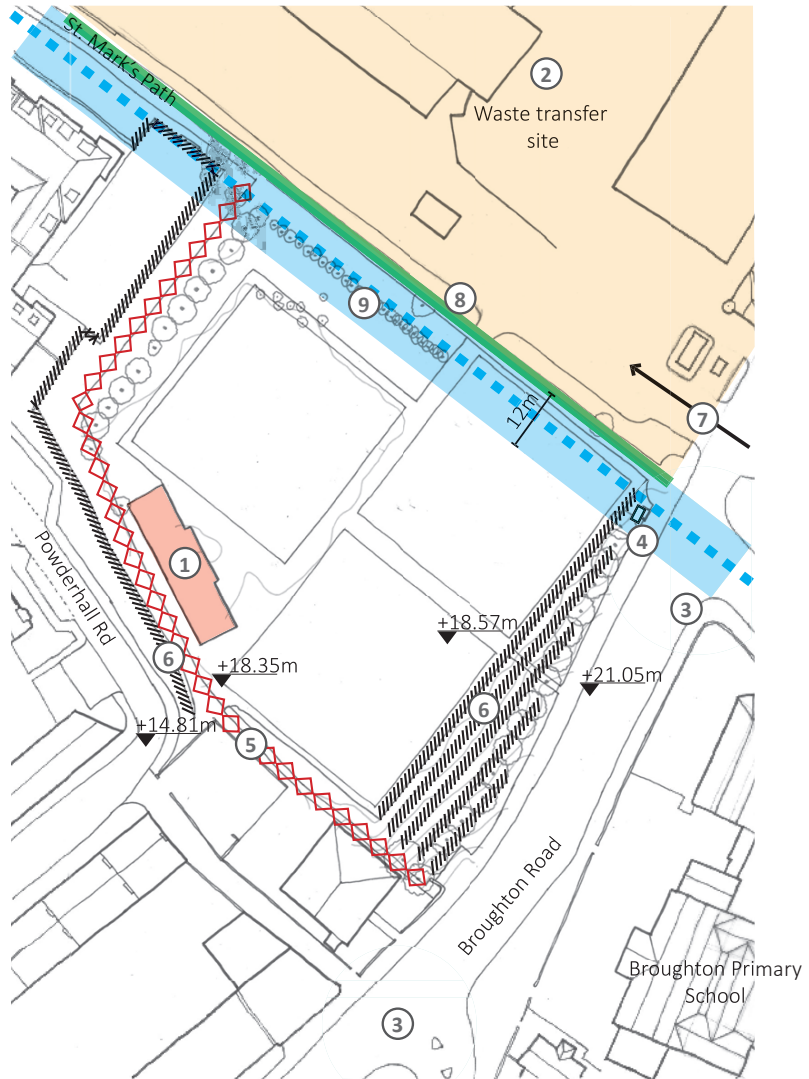 St. Mark's Path
2
Waste transfer
site
9
8
12m
7
1
4
Powderhall Rd
3
+18.57m
6
+18.35m
+21.05m
6
+14.81m
5
Broughton Road
Broughton Primary
School
3